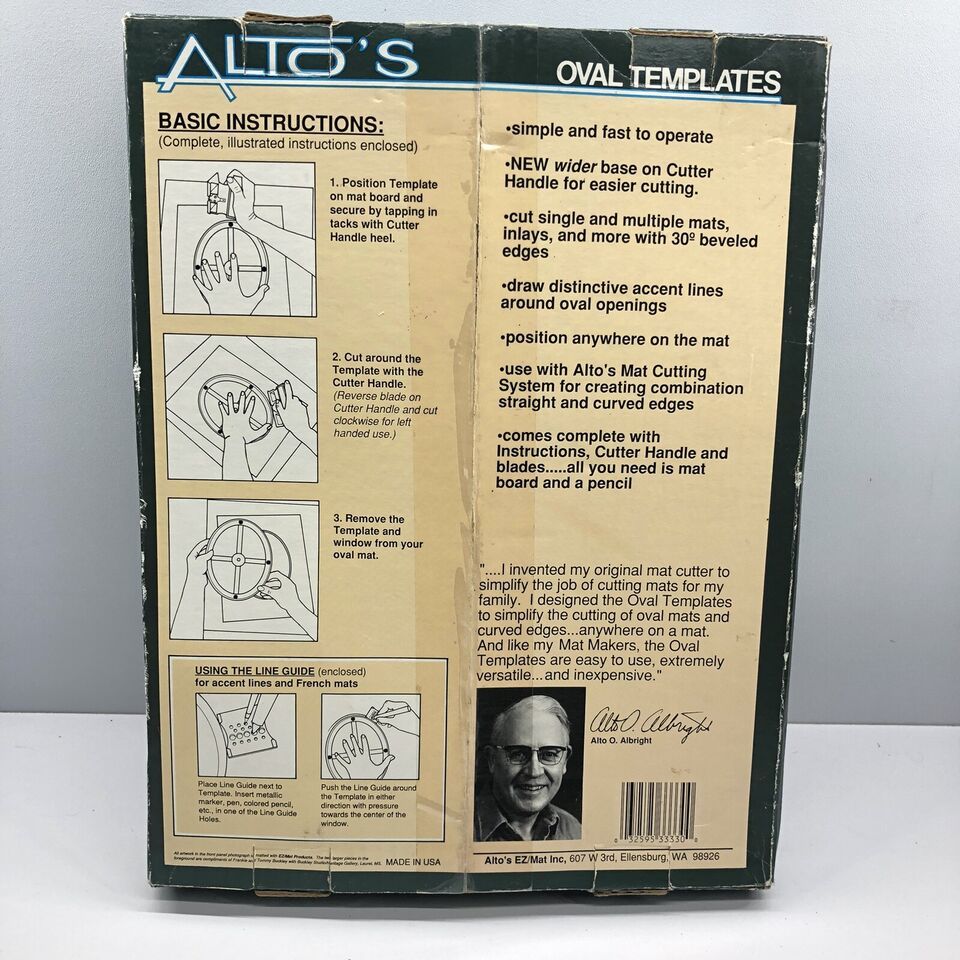 ALTO'S
OVAL TEMPLATES
BASIC INSTRUCTIONS:
(Complete, illustrated instructions enclosed)
1. Position Template
on mat board and
secure by tapping in
tacks with Cutter
Handle heel.
2. Cut around the
Template with the
Cutter Handle.
(Reverse blade on
Cutter Handle and cut
clockwise for left
handed use.)
3. Remove the
Template and
window from your
oval mat.
USING THE LINE GUIDE (enclosed)
for accent lines and French mats
Place Line Guide next to
Template. Insert metallic
marker, pen, colored pencil,
etc., in one of the Line Guide
Holes.
Push the Line Guide around
the Template in either
direction with pressure
towards the center of the
window.
MADE IN USA
•simple and fast to operate
•NEW wider base on Cutter
Handle for easier cutting.
•cut single and multiple mats,
inlays, and more with 30º beveled
edges
•draw distinctive accent lines
around oval openings
•position anywhere on the mat
•use with Alto's Mat Cutting
System for creating combination
straight and curved edges
•comes complete with
Instructions, Cutter Handle and
blades.....all you need is mat
board and a pencil
"....I invented my original mat cutter to
simplify the job of cutting mats for my
family. I designed the Oval Templates
to simplify the cutting of oval mats and
curved edges...anywhere on a mat.
And like my Mat Makers, the Oval
Templates are easy to use, extremely
versatile...and inexpensive."
Alto O. Albright
Alto O. Albright
0 32595 33330 0
Alto's EZ/Mat Inc, 607 W 3rd, Ellensburg, WA 98926